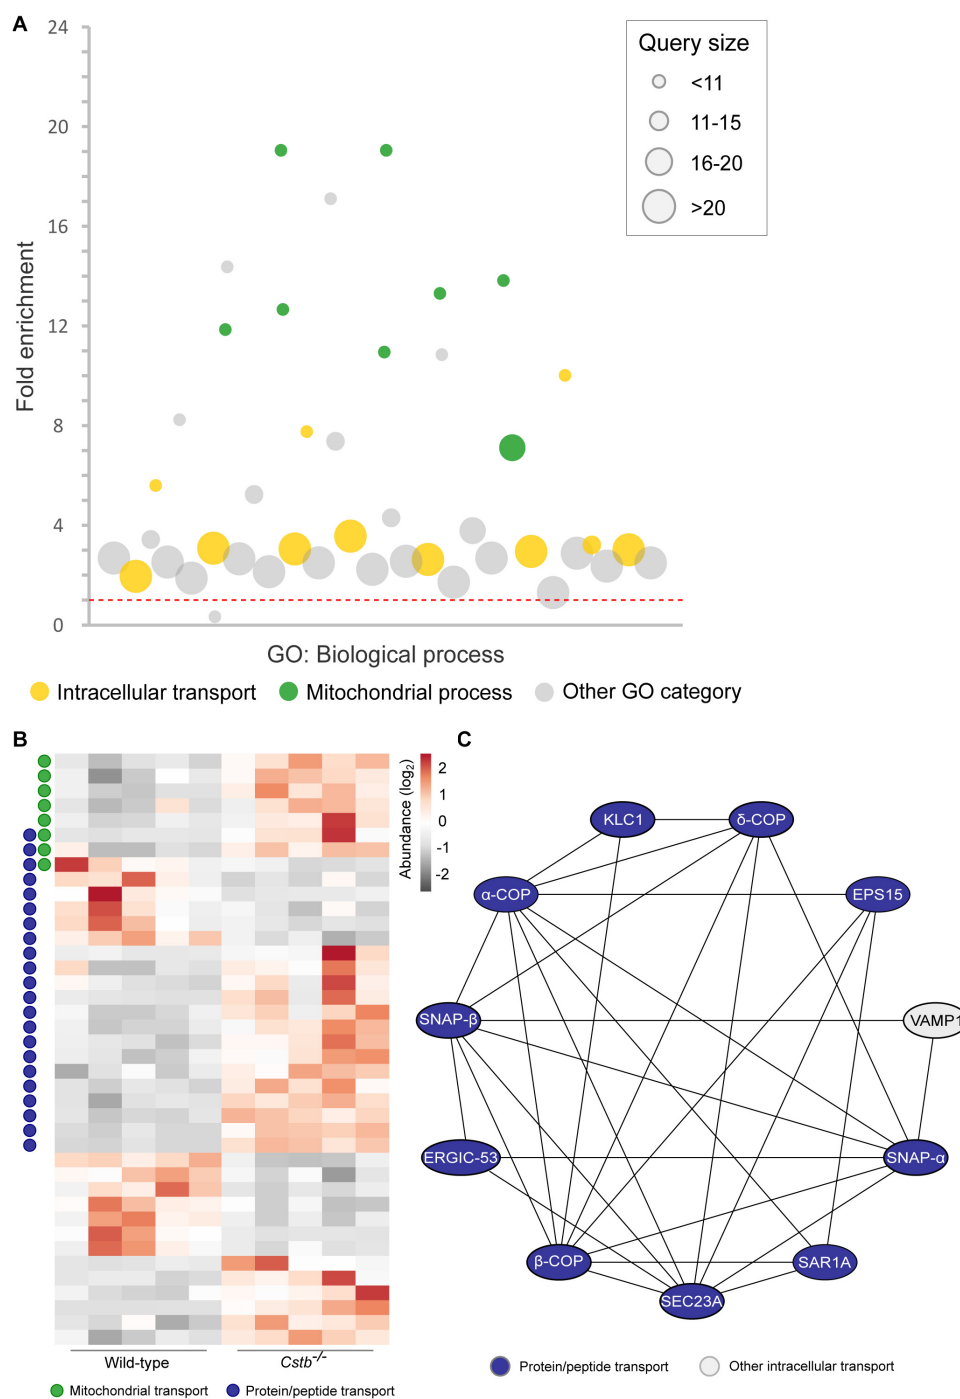 A
24
20
16
12
8
4
0
Fold enrichment
Query size
<11
11-15
16-20
>20
GO: Biological process
Intracellular transport
Mitochondrial process
Other GO category
B
2
1
0
-1
-2
Abundance (log2)
Wild-type
Cstb-/-
Mitochondrial transport
Protein/peptide transport
C
KLC1
δ-COP
α-COP
EPS15
SNAP-β
VAMP1
ERGIC-53
SNAP-α
β-COP
SAR1A
SEC23A
Protein/peptide transport
Other intracellular transport